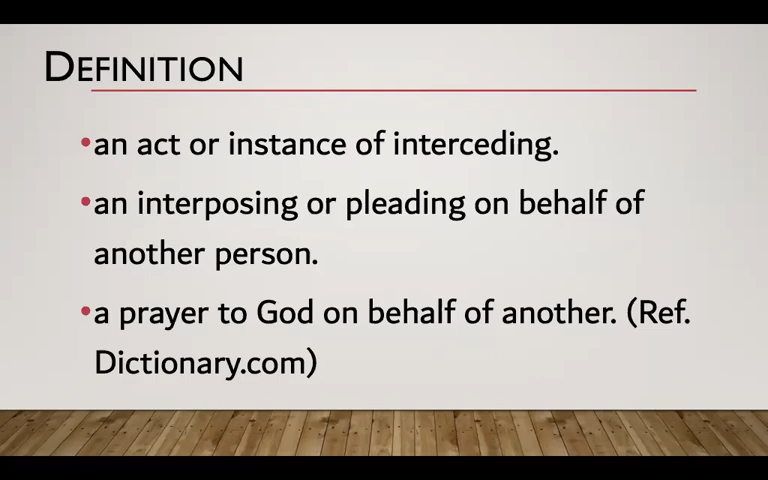 DEFINITION
•an act or instance of interceding.
•an interposing or pleading on behalf of
another person.
•a prayer to God on behalf of another. (Ref.
Dictionary.com)